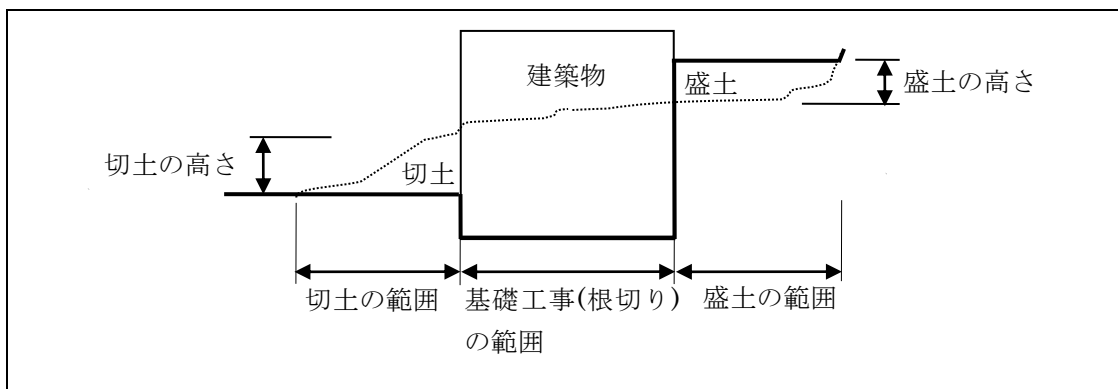 建築物
盛土
盛土の高さ
切土の高さ
切土
切土の範囲
基礎工事(根切り)
の範囲
盛土の範囲